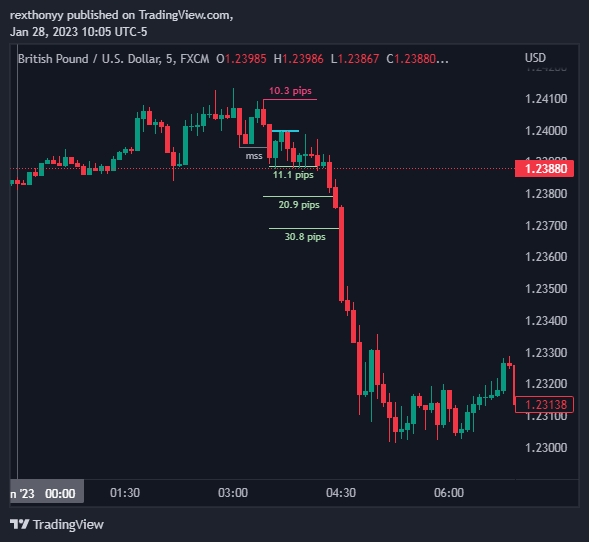 rexthonyy published on TradingView.com,
Jan 28, 2023 10:05 UTC-5
British Pound / U.S. Dollar, 5, FXCM O1.23985 H1.23986 L1.23867 C1.23880...
USD
10.3 pips
1.24100
1.24000
mss
1.23880
11.1 pips
1.23800
20.9 pips
1.23700
30.8 pips
1.23600
1.23500
1.23400
1.23300
1.23200
1.23138
1.23100
1.23000
n '23 00:00 01:30 03:00 04:30 06:00
TradingView